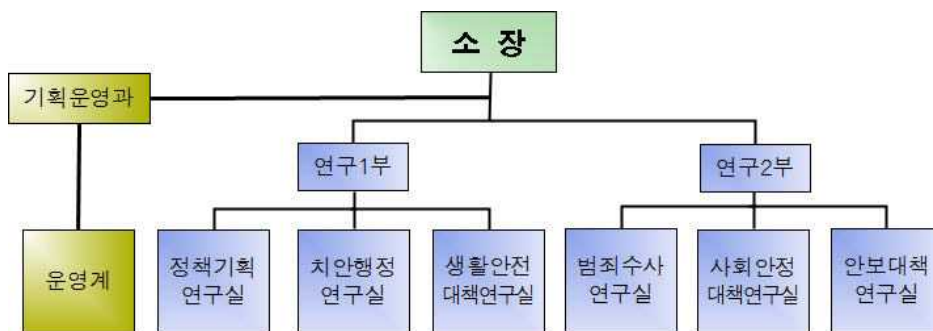 소 장
기획운영과
연구1부
연구2부
운영계
정책기획
연구실
치안행정
연구실
생활안전
대책연구실
범죄수사
연구실
사회안정
대책연구실
안보대책
연구실